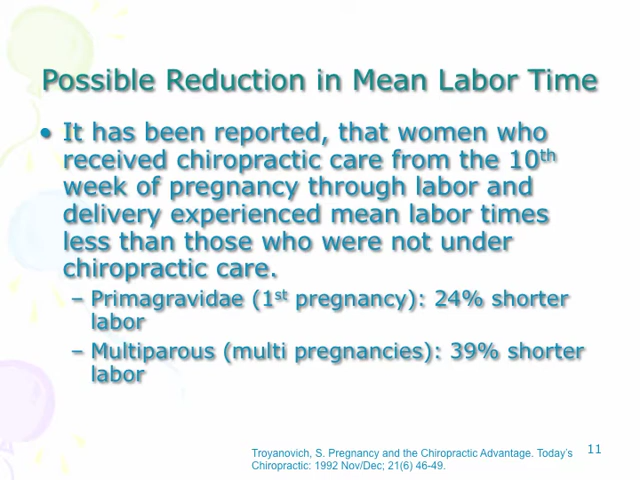 Possible Reduction in Mean Labor Time
• It has been reported, that women who
received chiropractic care from the 10th
week of pregnancy through labor and
delivery experienced mean labor times
less than those who were not under
chiropractic care.
– Primagravidae (1st pregnancy): 24% shorter
labor
– Multiparous (multi pregnancies): 39% shorter
labor
Troyanovich, S. Pregnancy and the Chiropractic Advantage. Today's
Chiropractic: 1992 Nov/Dec; 21(6) 46-49.
11